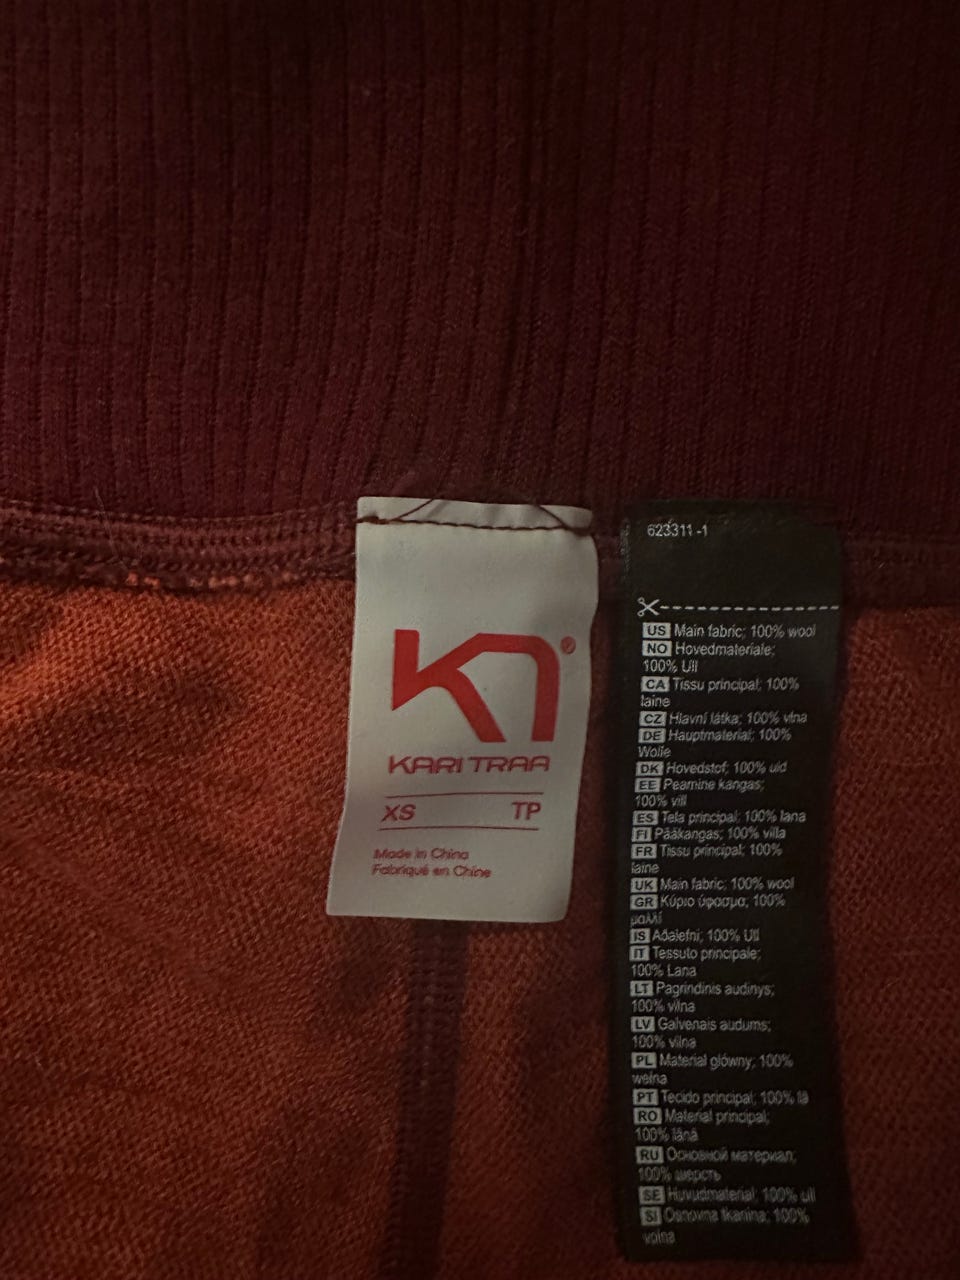 KARI TRAA
XS TP
Made in China
Fabriqué en Chine
623311-1
US Main fabric; 100% wool
NO Hovedmateriale;
100% Ull
CA Tissu principal; 100%
laine
CZ Hlavní látka; 100% vlna
DE Hauptmaterial; 100%
Wolle
DK Hovedstof; 100% uld
EE Peamine kangas;
100% vill
ES Tela principal; 100% lana
FI Pääkangas; 100% villa
FR Tissu principal; 100%
laine
UK Main fabric; 100% wool
GR Κύριο ύφασμα; 100%
μαλλί
IS Aðalefni; 100% Ull
IT Tessuto principale;
100% Lana
LT Pagrindinis audinys;
100% vilna
LV Galvenais audums;
100% vilna
PL Materiał główny; 100%
wełna
PT Tecido principal; 100% lã
RO Material principal;
100% lână
RU Основной материал;
100% шерсть
SE Huvudmaterial; 100% ull
SI Osnovna tkanina; 100%
volna